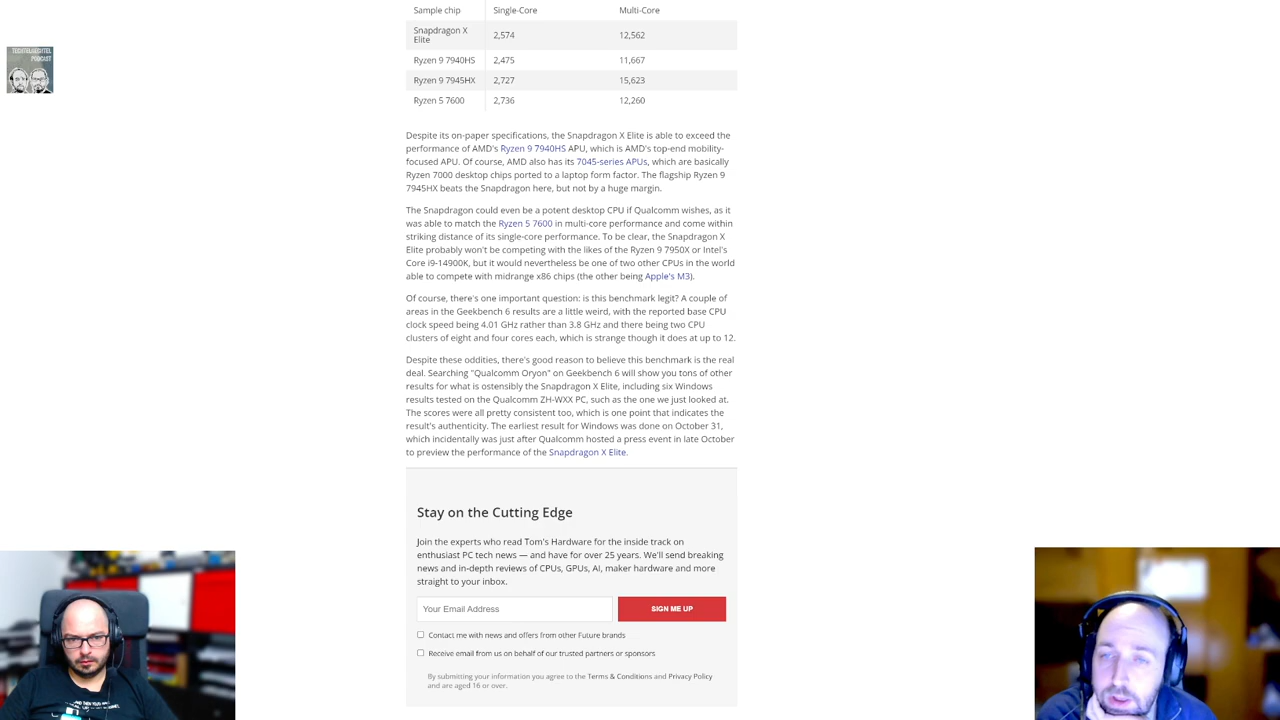 Sample chip Single-Core Multi-Core
Snapdragon X
Elite 2,574 12,562
Ryzen 9 7940HS 2,475 11,667
Ryzen 9 7945HX 2,727 15,623
Ryzen 5 7600 2,736 12,260
TECHTELMECHTEL
PODCAST
Despite its on-paper specifications, the Snapdragon X Elite is able to exceed the
performance of AMD's Ryzen 9 7940HS APU, which is AMD's top-end mobility-
focused APU. Of course, AMD also has its 7045-series APUs, which are basically
Ryzen 7000 desktop chips ported to a laptop form factor. The flagship Ryzen 9
7945HX beats the Snapdragon here, but not by a huge margin.
The Snapdragon could even be a potent desktop CPU if Qualcomm wishes, as it
was able to match the Ryzen 5 7600 in multi-core performance and come within
striking distance of its single-core performance. To be clear, the Snapdragon X
Elite probably won't be competing with the likes of the Ryzen 9 7950X or Intel's
Core i9-14900K, but it would nevertheless be one of two other CPUs in the world
able to compete with midrange x86 chips (the other being Apple's M3).
Of course, there's one important question: is this benchmark legit? A couple of
areas in the Geekbench 6 results are a little weird, with the reported base CPU
clock speed being 4.01 GHz rather than 3.8 GHz and there being two CPU
clusters of eight and four cores each, which is strange though it does at up to 12.
Despite these oddities, there's good reason to believe this benchmark is the real
deal. Searching "Qualcomm Oryon" on Geekbench 6 will show you tons of other
results for what is ostensibly the Snapdragon X Elite, including six Windows
results tested on the Qualcomm ZH-WXX PC, such as the one we just looked at.
The scores were all pretty consistent too, which is one point that indicates the
result's authenticity. The earliest result for Windows was done on October 31,
which incidentally was just after Qualcomm hosted a press event in late October
to preview the performance of the Snapdragon X Elite.
Stay on the Cutting Edge
Join the experts who read Tom's Hardware for the inside track on
enthusiast PC tech news — and have for over 25 years. We'll send breaking
news and in-depth reviews of CPUs, GPUs, AI, maker hardware and more
straight to your inbox.
Your Email Address SIGN ME UP
Contact me with news and offers from other Future brands
Receive email from us on behalf of our trusted partners or sponsors
By submitting your information you agree to the Terms & Conditions and Privacy Policy
and are aged 16 or over.